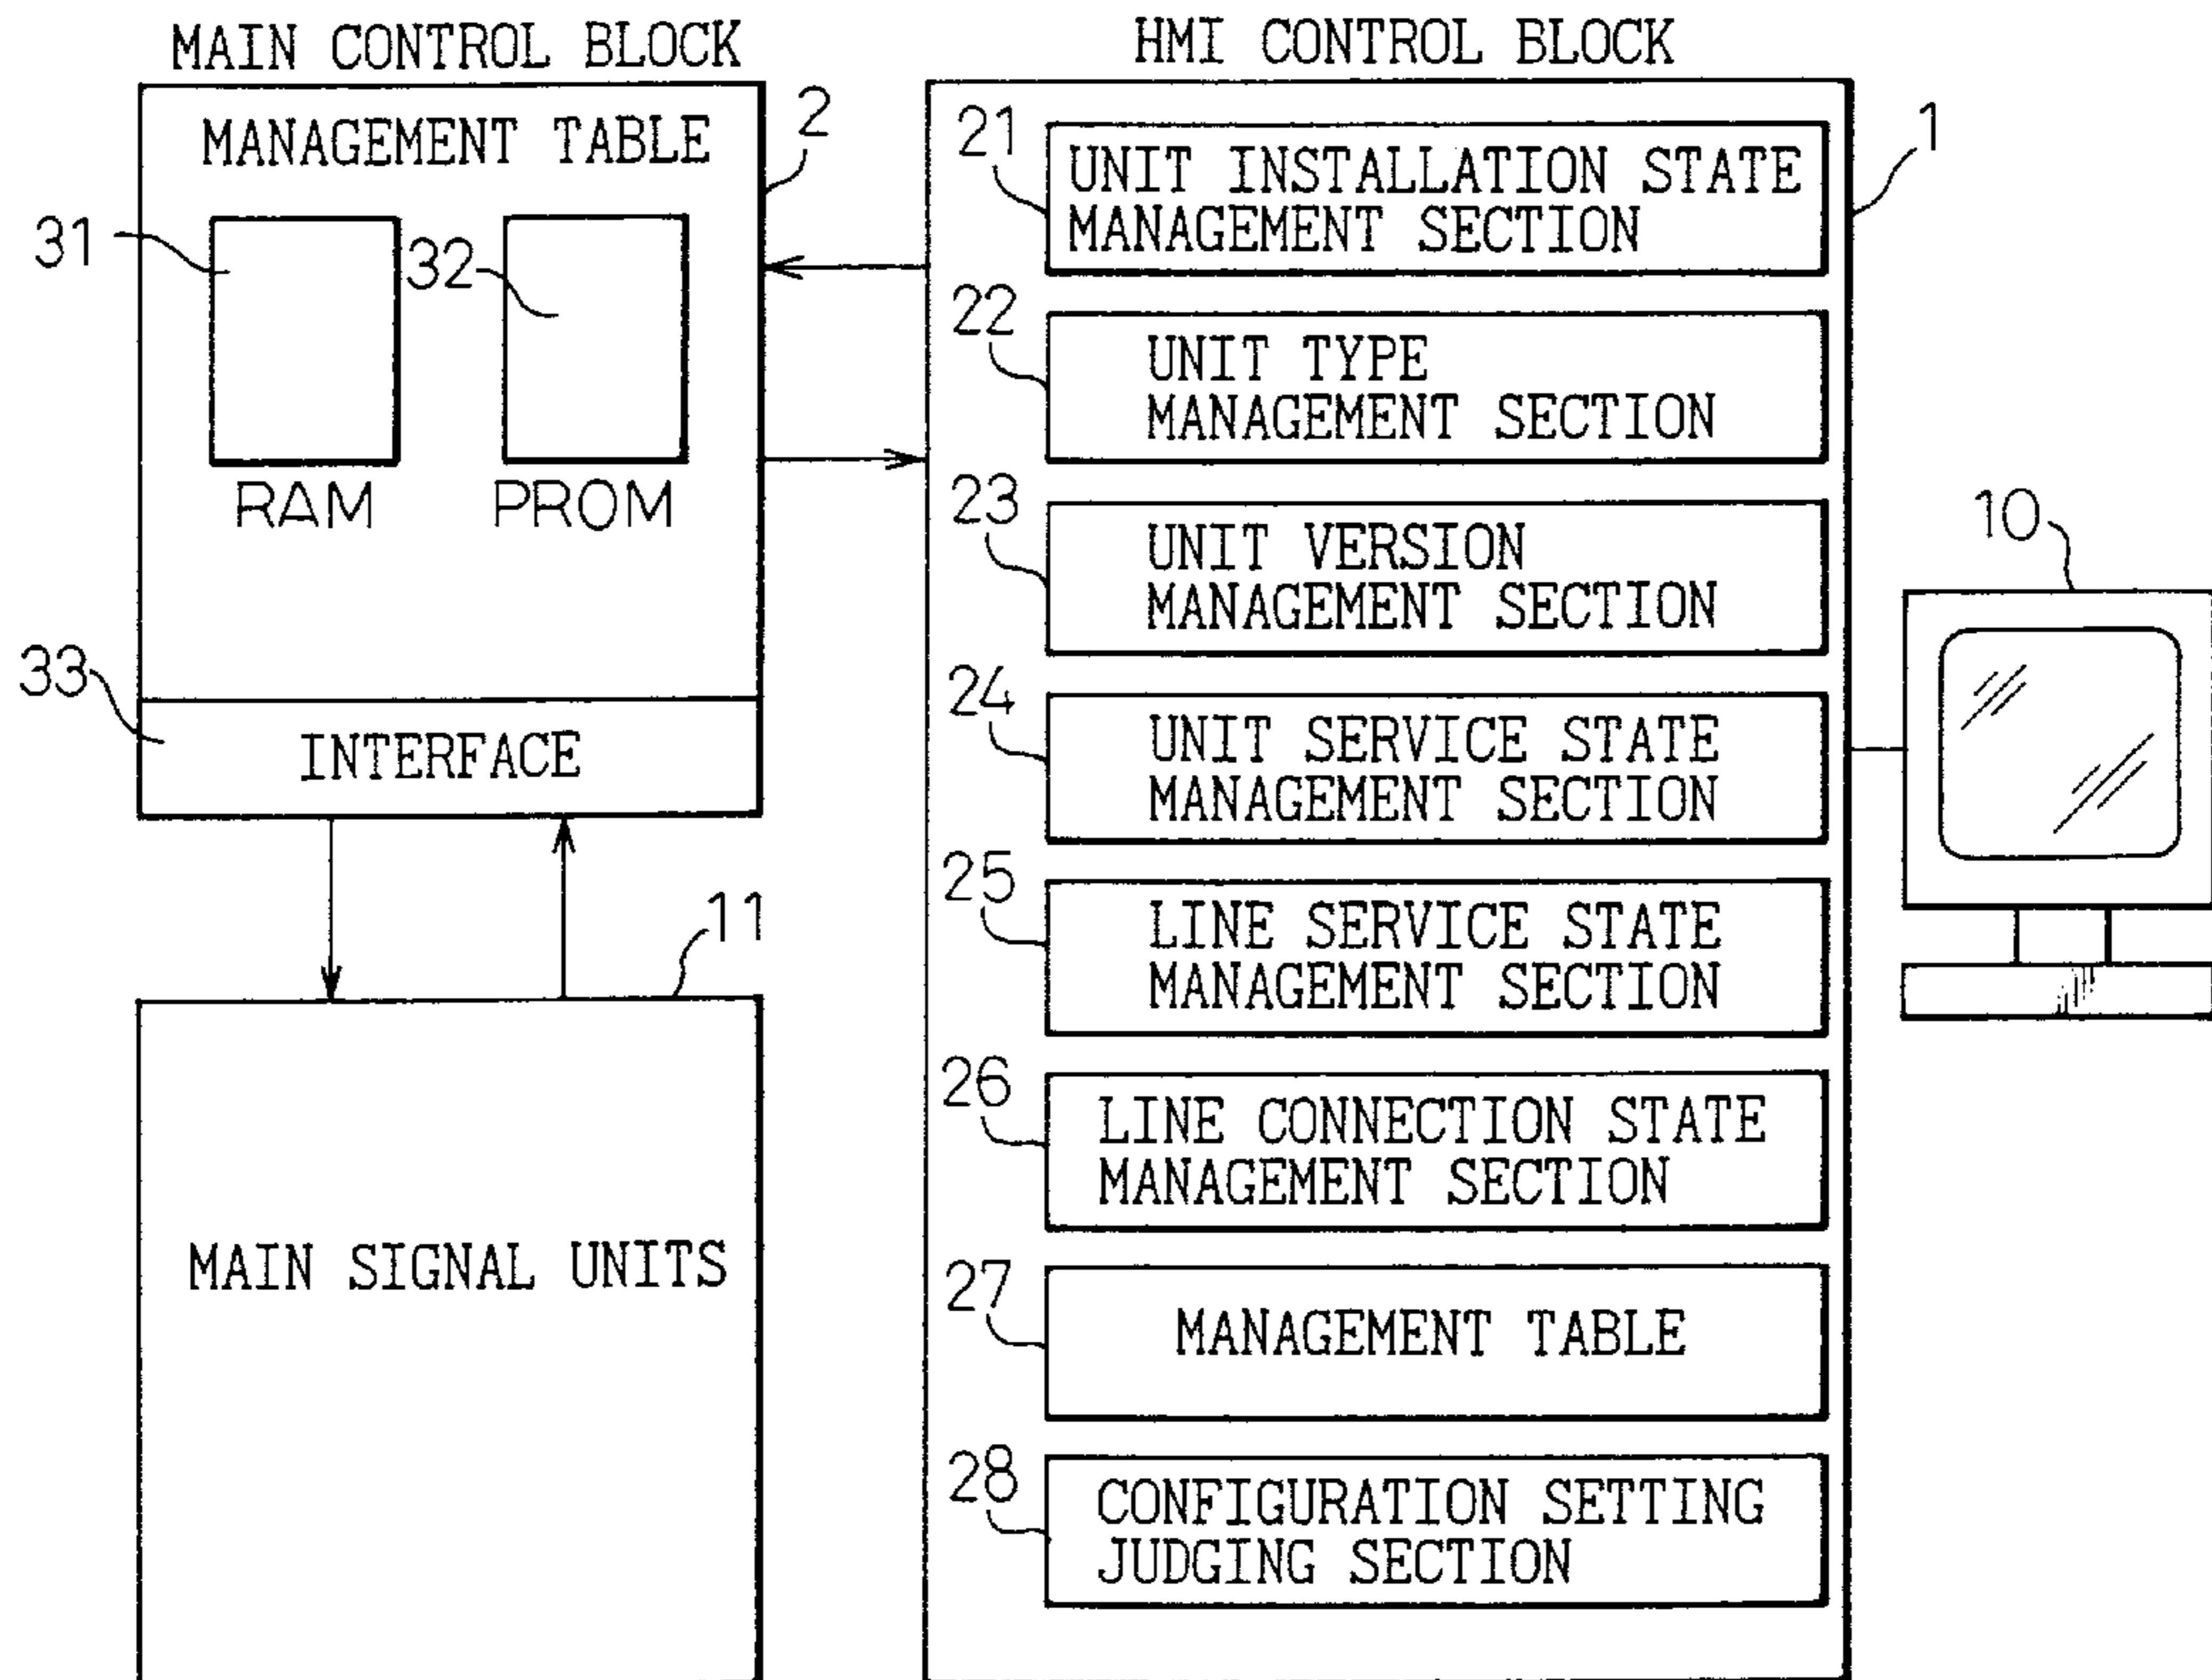 MAIN CONTROL BLOCK
MANAGEMENT TABLE
2
31
32
RAM
PROM
33
INTERFACE
11
MAIN SIGNAL UNITS
HMI CONTROL BLOCK
1
21
UNIT INSTALLATION STATE
MANAGEMENT SECTION
22
UNIT TYPE
MANAGEMENT SECTION
23
UNIT VERSION
MANAGEMENT SECTION
24
UNIT SERVICE STATE
MANAGEMENT SECTION
25
LINE SERVICE STATE
MANAGEMENT SECTION
26
LINE CONNECTION STATE
MANAGEMENT SECTION
27
MANAGEMENT TABLE
28
CONFIGURATION SETTING
JUDGING SECTION
10